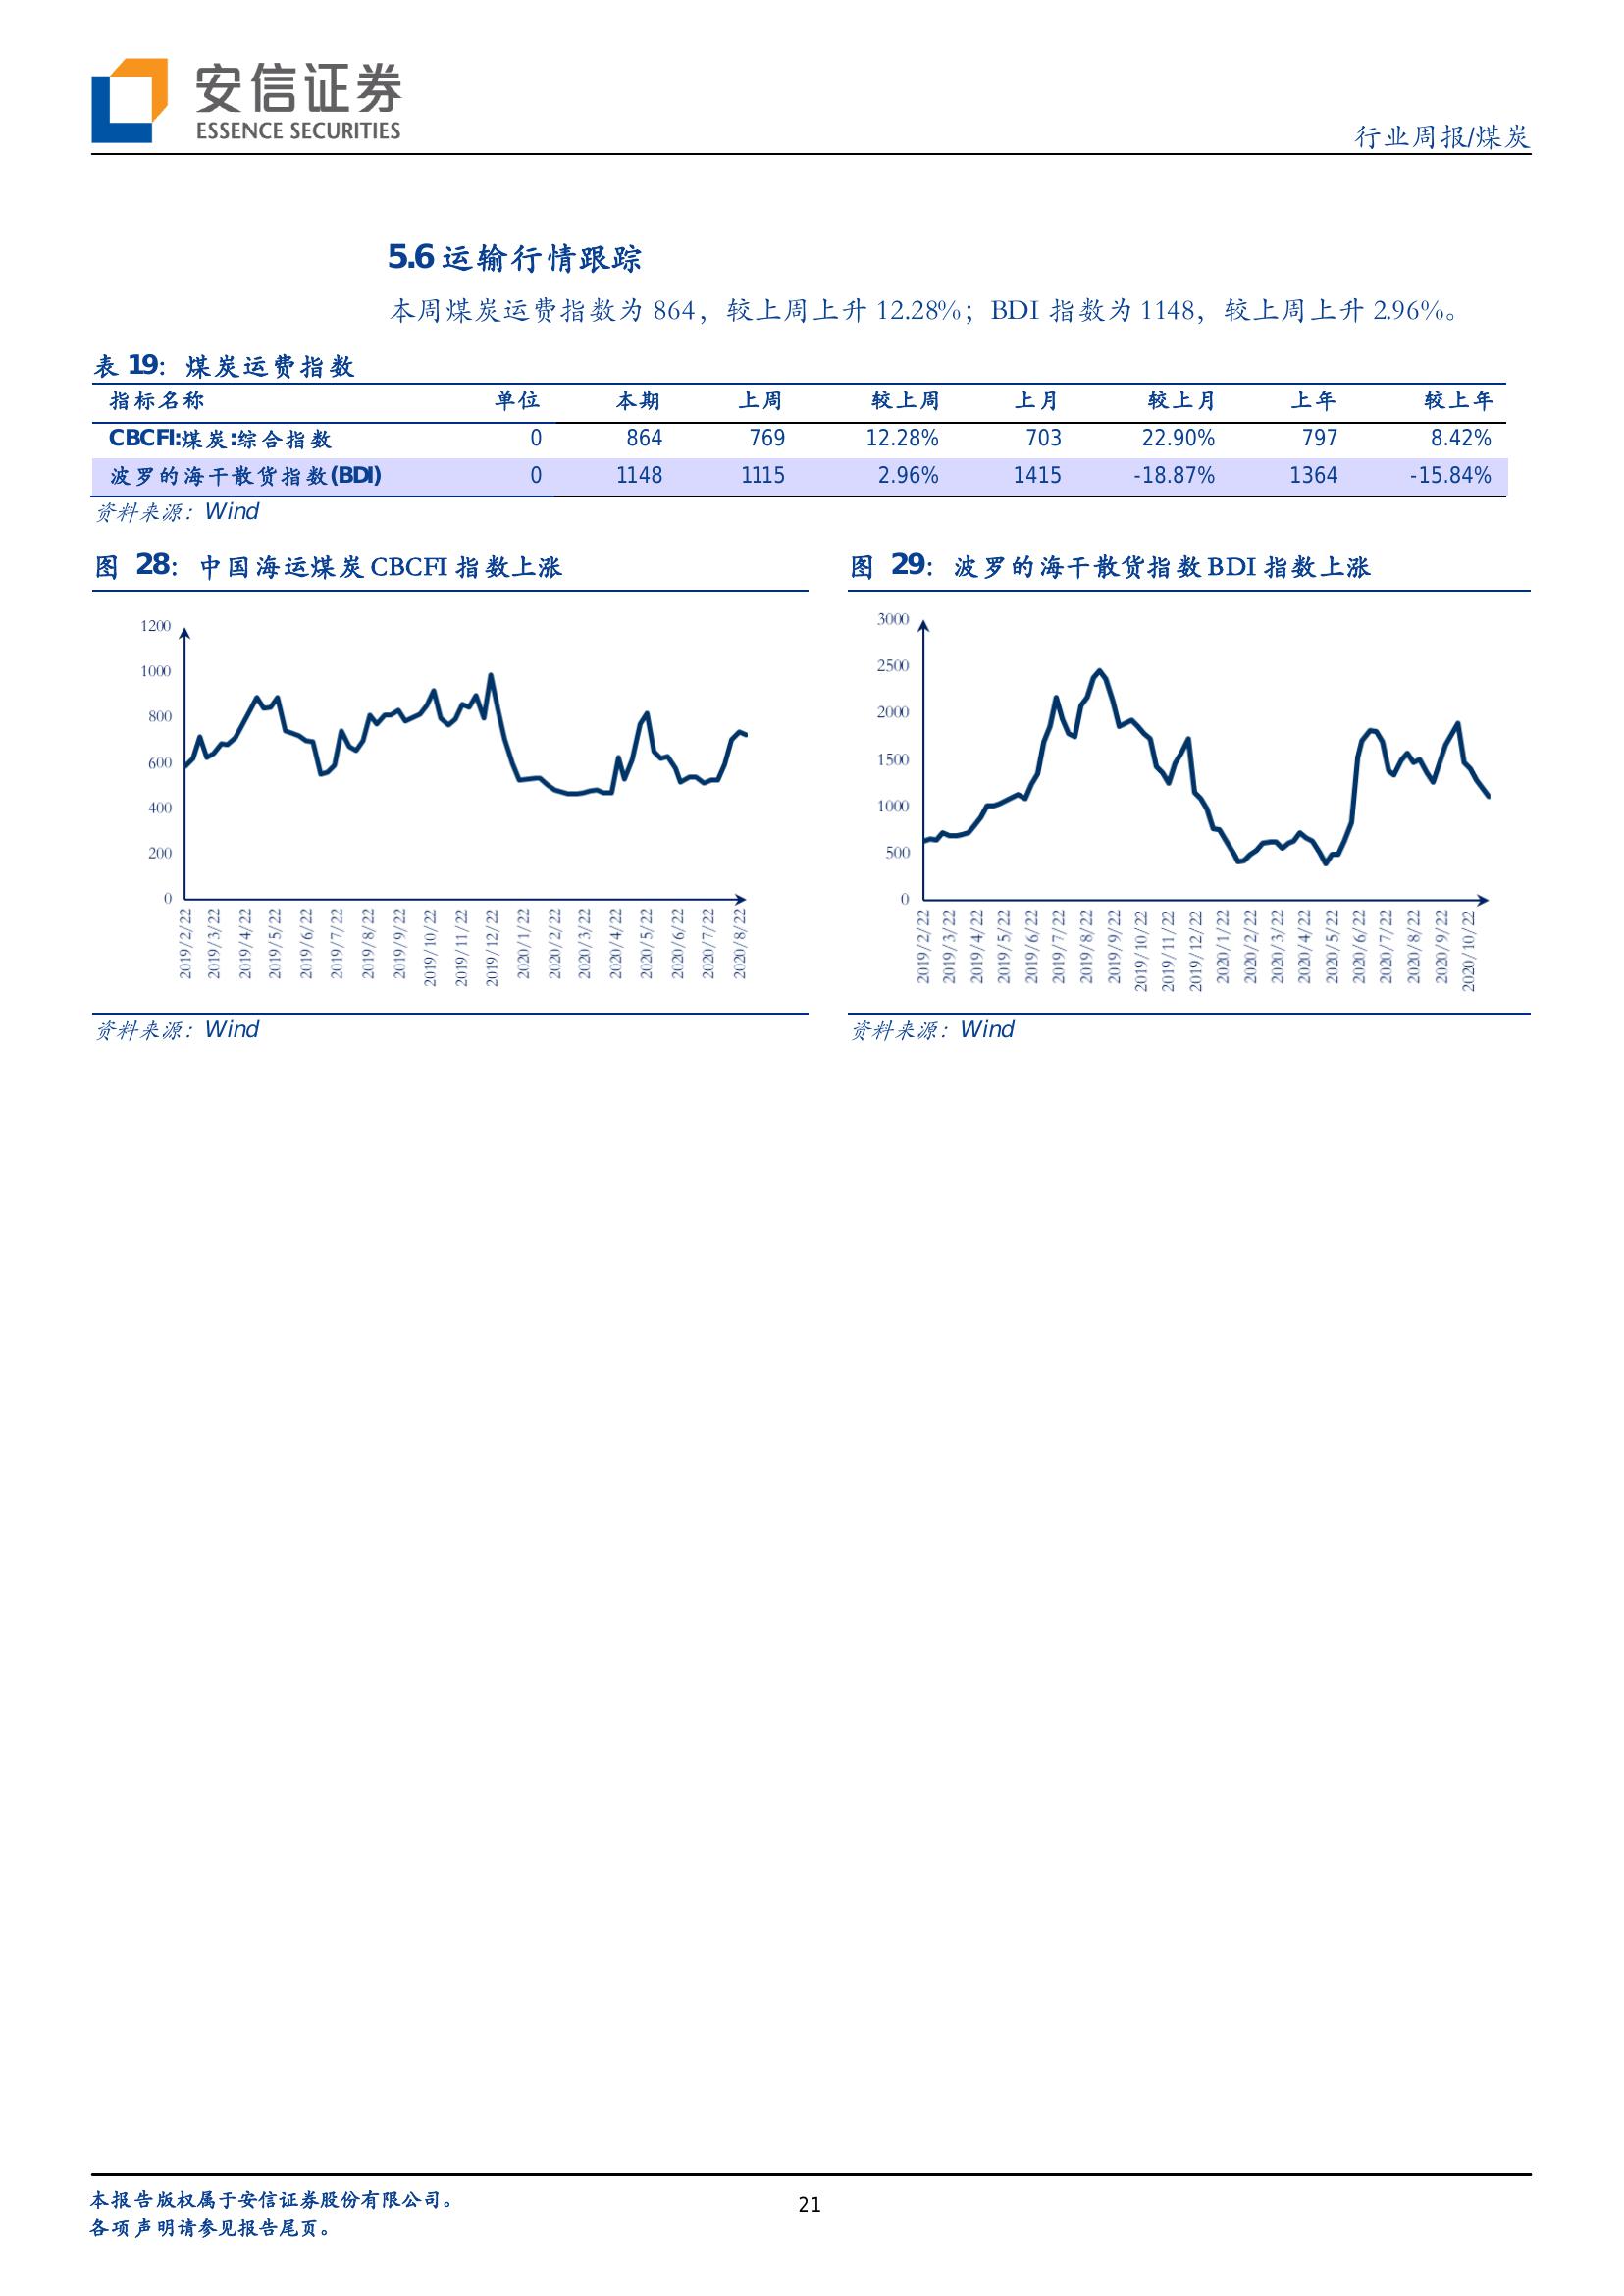 安信证券
ESSENCE SECURITIES
行业周报/煤炭
5.6 运输行情跟踪
本周煤炭运费指数为 864，较上周上升 12.28%；BDI 指数为 1148，较上周上升 2.96%。
表 19：煤炭运费指数
指标名称 单位 本期 上周 较上周 上月 较上月 上年 较上年
CBCFI:煤炭:综合指数 0 864 769 12.28% 703 22.90% 797 8.42%
波罗的海干散货指数(BDI) 0 1148 1115 2.96% 1415 -18.87% 1364 -15.84%
资料来源：Wind
图 28：中国海运煤炭 CBCFI 指数上涨
1200
1000
800
600
400
200
0
2019/2/22 2019/3/22 2019/4/22 2019/5/22 2019/6/22 2019/7/22 2019/8/22 2019/9/22 2019/10/22 2019/11/22 2019/12/22 2020/1/22 2020/2/22 2020/3/22 2020/4/22 2020/5/22 2020/6/22 2020/7/22 2020/8/22
资料来源：Wind
图 29：波罗的海干散货指数 BDI 指数上涨
3000
2500
2000
1500
1000
500
0
2019/2/22 2019/3/22 2019/4/22 2019/5/22 2019/6/22 2019/7/22 2019/8/22 2019/9/22 2019/10/22 2019/11/22 2019/12/22 2020/1/22 2020/2/22 2020/3/22 2020/4/22 2020/5/22 2020/6/22 2020/7/22 2020/8/22 2020/9/22 2020/10/22
资料来源：Wind
本报告版权属于安信证券股份有限公司。
各项声明请参见报告尾页。
21